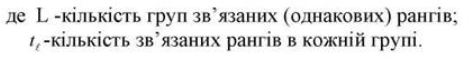 де L -кількість груп зв’язаних (однакових) рангів;
tℓ -кількість зв’язаних рангів в кожній групі.